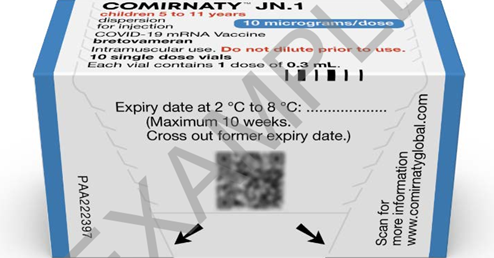 COMIRNATY™ JN.1
children 5 to 11 years
dispersion
for injection
10 micrograms/dose
COVID-19 mRNA Vaccine
bretovameran
Intramuscular use. Do not dilute prior to use.
10 single dose vials
Each vial contains 1 dose of 0.3 mL.
Expiry date at 2 °C to 8 °C: ...................
(Maximum 10 weeks.
Cross out former expiry date.)
PAA222397
Scan for
more information
www.comirnatyglobal.com
EXAMPLE